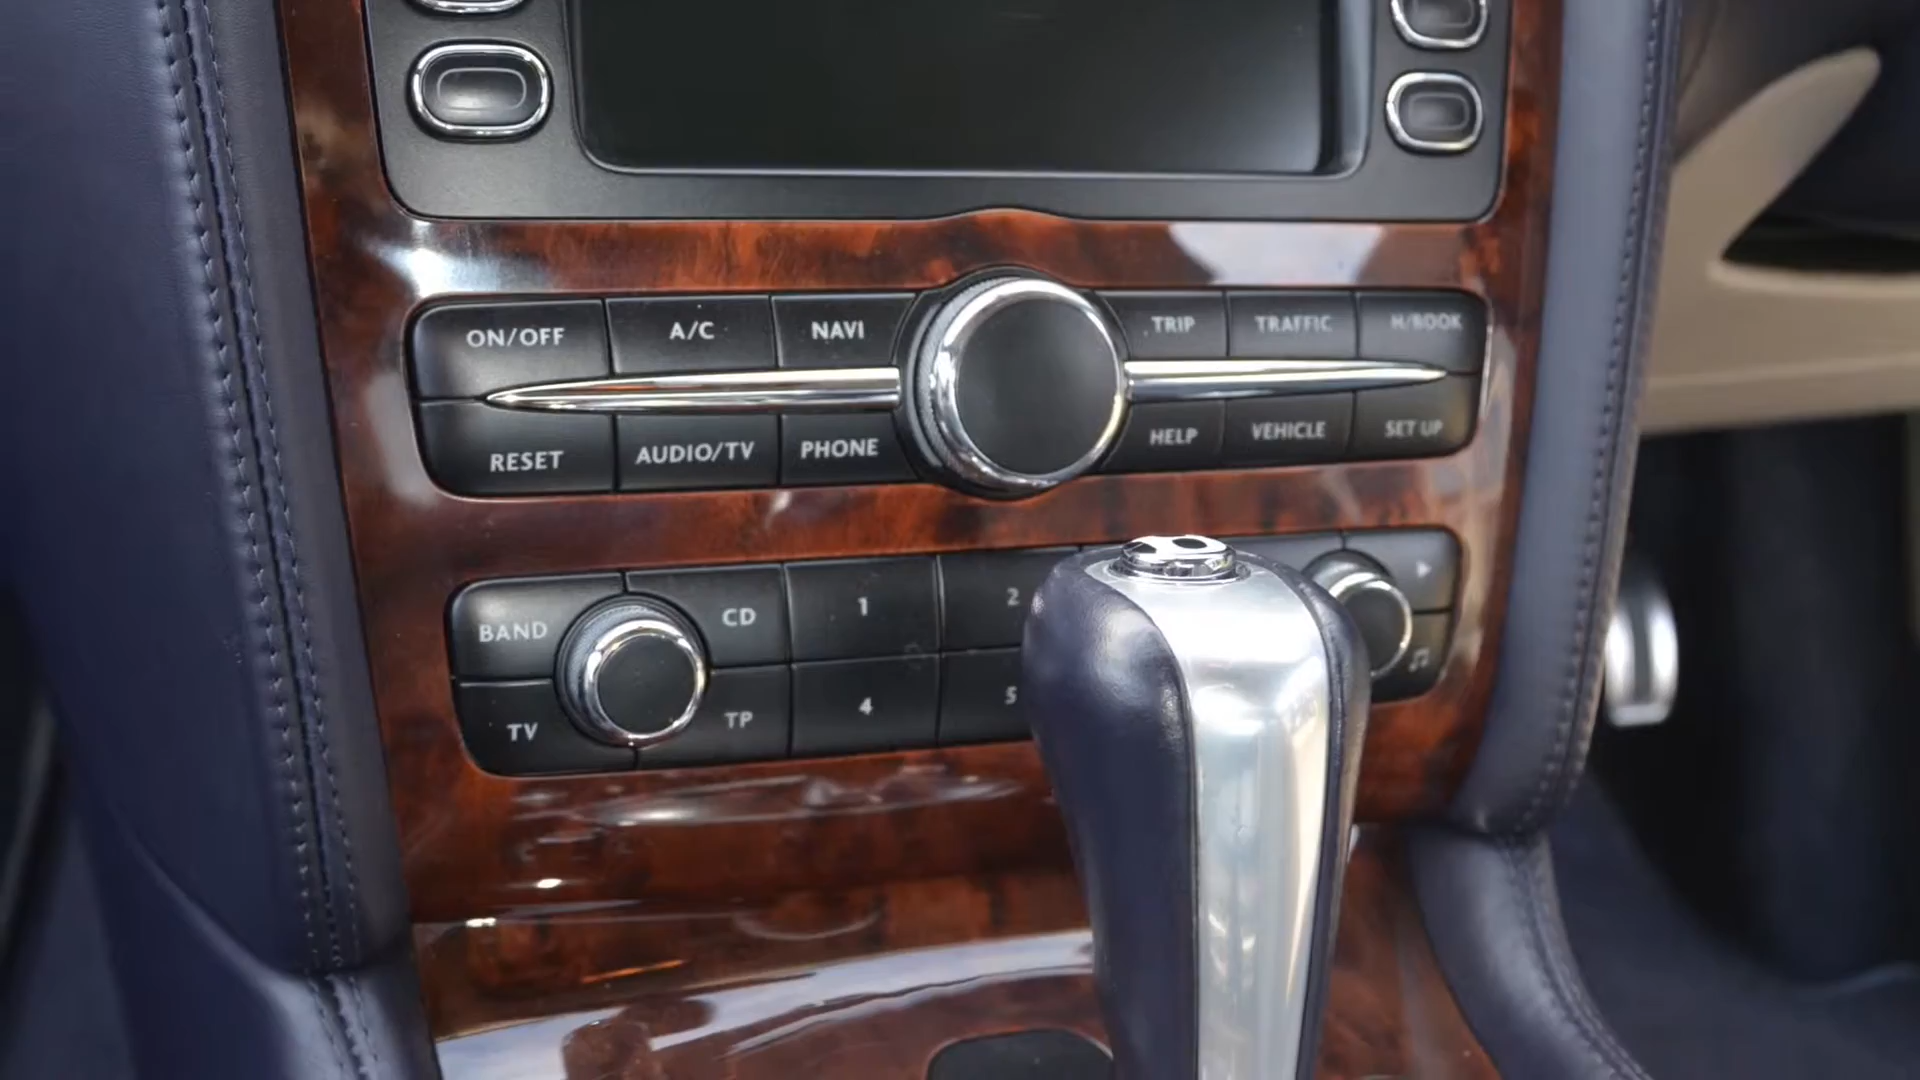 ON/OFF A/C NAVI TRIP TRAFFIC H/BOOK
RESET AUDIO/TV PHONE HELP VEHICLE SET UP
BAND CD 1 2
TV TP 4 5